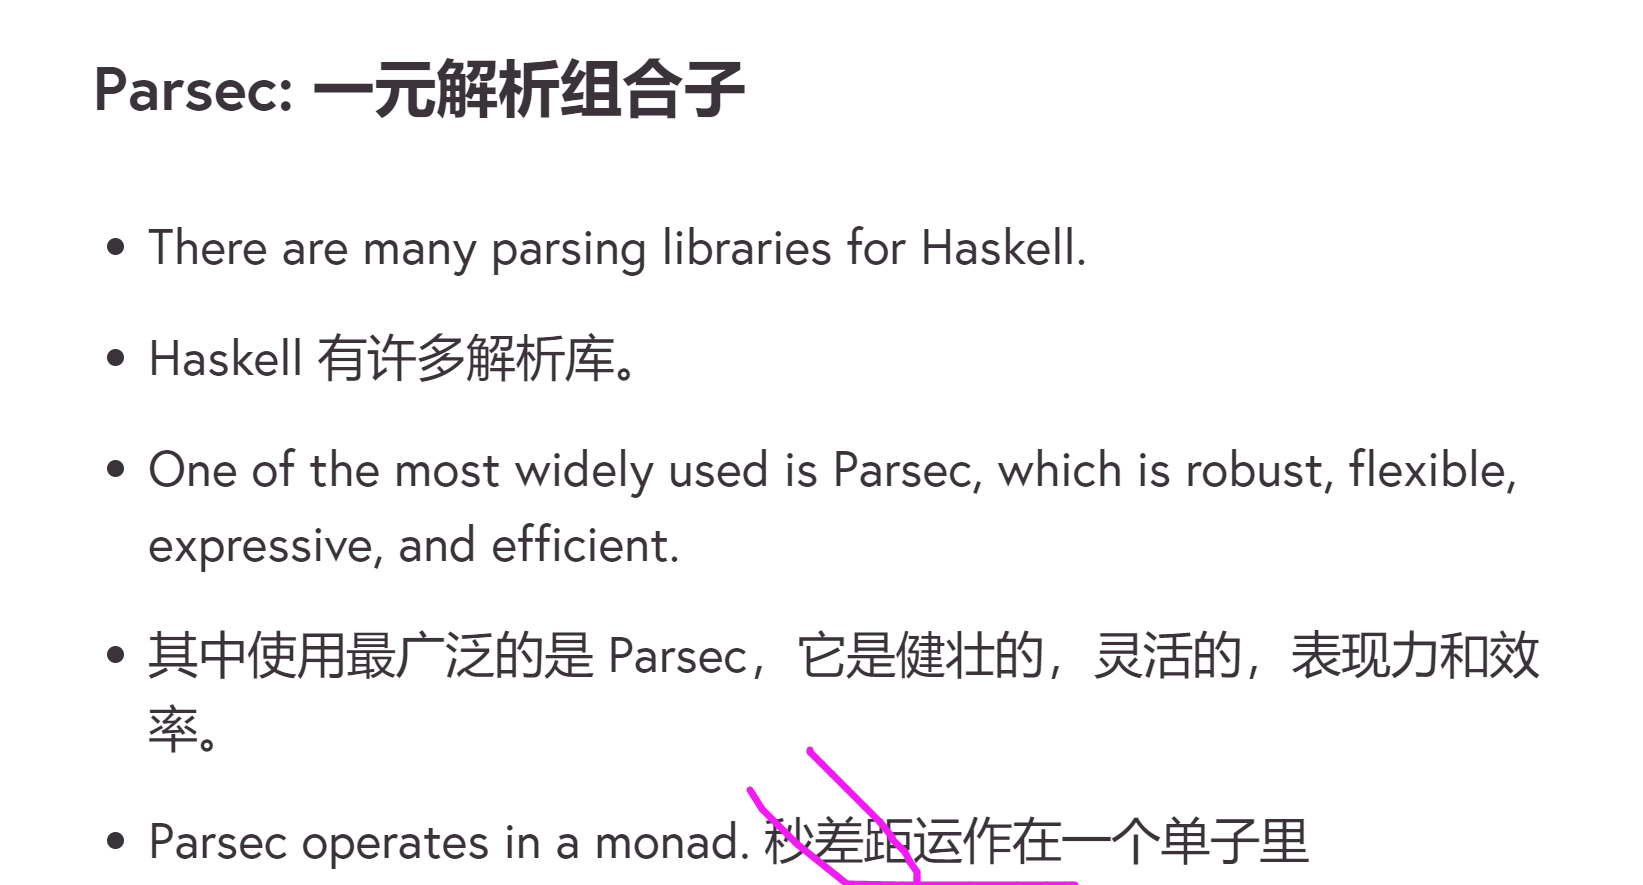 Parsec: 一元解析组合子
There are many parsing libraries for Haskell.
Haskell 有许多解析库。
One of the most widely used is Parsec, which is robust, flexible,
expressive, and efficient.
其中使用最广泛的是 Parsec，它是健壮的，灵活的，表现力和效
率。
Parsec operates in a monad. 秒差距运作在一个单子里